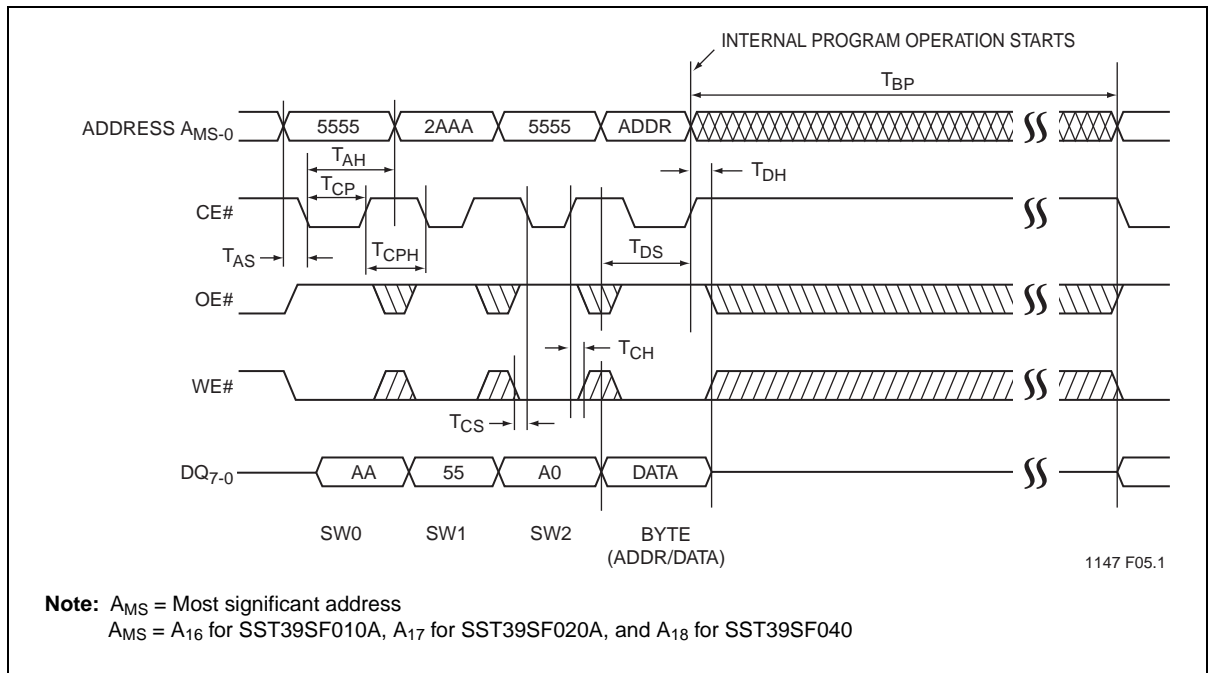 INTERNAL PROGRAM OPERATION STARTS
TBP
ADDRESS AMS-0
5555 2AAA 5555 ADDR
TAH
TDH
TCP
CE#
TAS
TCPH
TDS
OE#
TCH
WE#
TCS
DQ7-0
AA 55 A0 DATA
SW0 SW1 SW2 BYTE
(ADDR/DATA)
1147 F05.1
Note: AMS = Most significant address
AMS = A16 for SST39SF010A, A17 for SST39SF020A, and A18 for SST39SF040